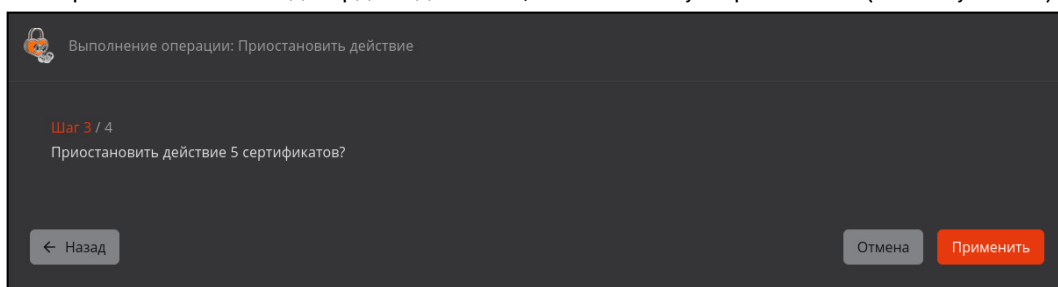 Выполнение операции: Приостановить действие
Шаг 3 / 4
Приостановить действие 5 сертификатов?
← Назад
Отмена
Применить